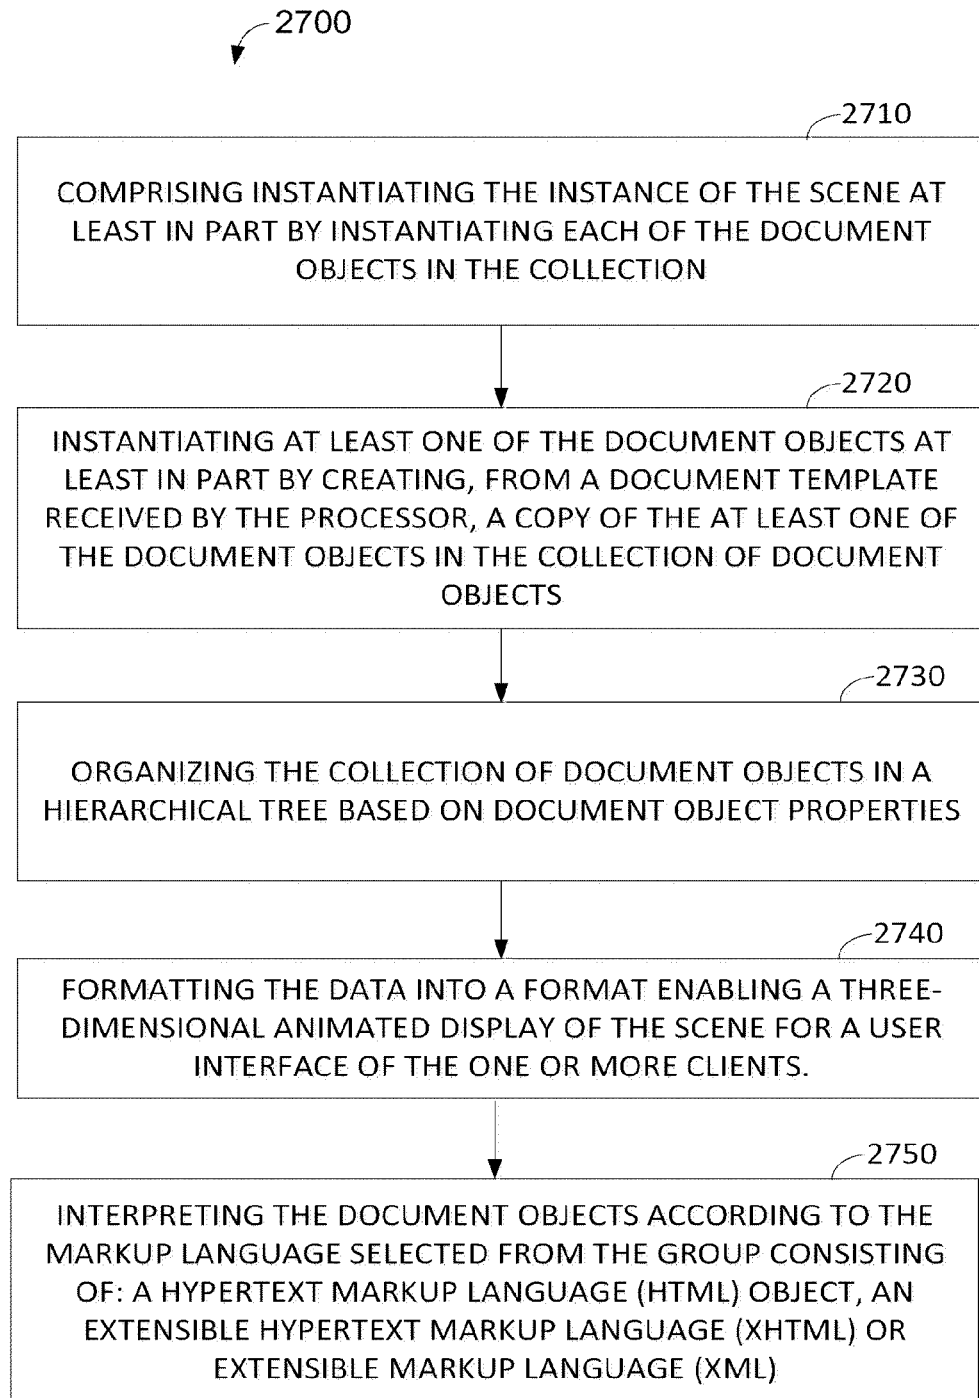 2700
2710
COMPRISING INSTANTIATING THE INSTANCE OF THE SCENE AT
LEAST IN PART BY INSTANTIATING EACH OF THE DOCUMENT
OBJECTS IN THE COLLECTION
2720
INSTANTIATING AT LEAST ONE OF THE DOCUMENT OBJECTS AT
LEAST IN PART BY CREATING, FROM A DOCUMENT TEMPLATE
RECEIVED BY THE PROCESSOR, A COPY OF THE AT LEAST ONE OF
THE DOCUMENT OBJECTS IN THE COLLECTION OF DOCUMENT
OBJECTS
2730
ORGANIZING THE COLLECTION OF DOCUMENT OBJECTS IN A
HIERARCHICAL TREE BASED ON DOCUMENT OBJECT PROPERTIES
2740
FORMATTING THE DATA INTO A FORMAT ENABLING A THREE-
DIMENSIONAL ANIMATED DISPLAY OF THE SCENE FOR A USER
INTERFACE OF THE ONE OR MORE CLIENTS.
2750
INTERPRETING THE DOCUMENT OBJECTS ACCORDING TO THE
MARKUP LANGUAGE SELECTED FROM THE GROUP CONSISTING
OF: A HYPERTEXT MARKUP LANGUAGE (HTML) OBJECT, AN
EXTENSIBLE HYPERTEXT MARKUP LANGUAGE (XHTML) OR
EXTENSIBLE MARKUP LANGUAGE (XML)